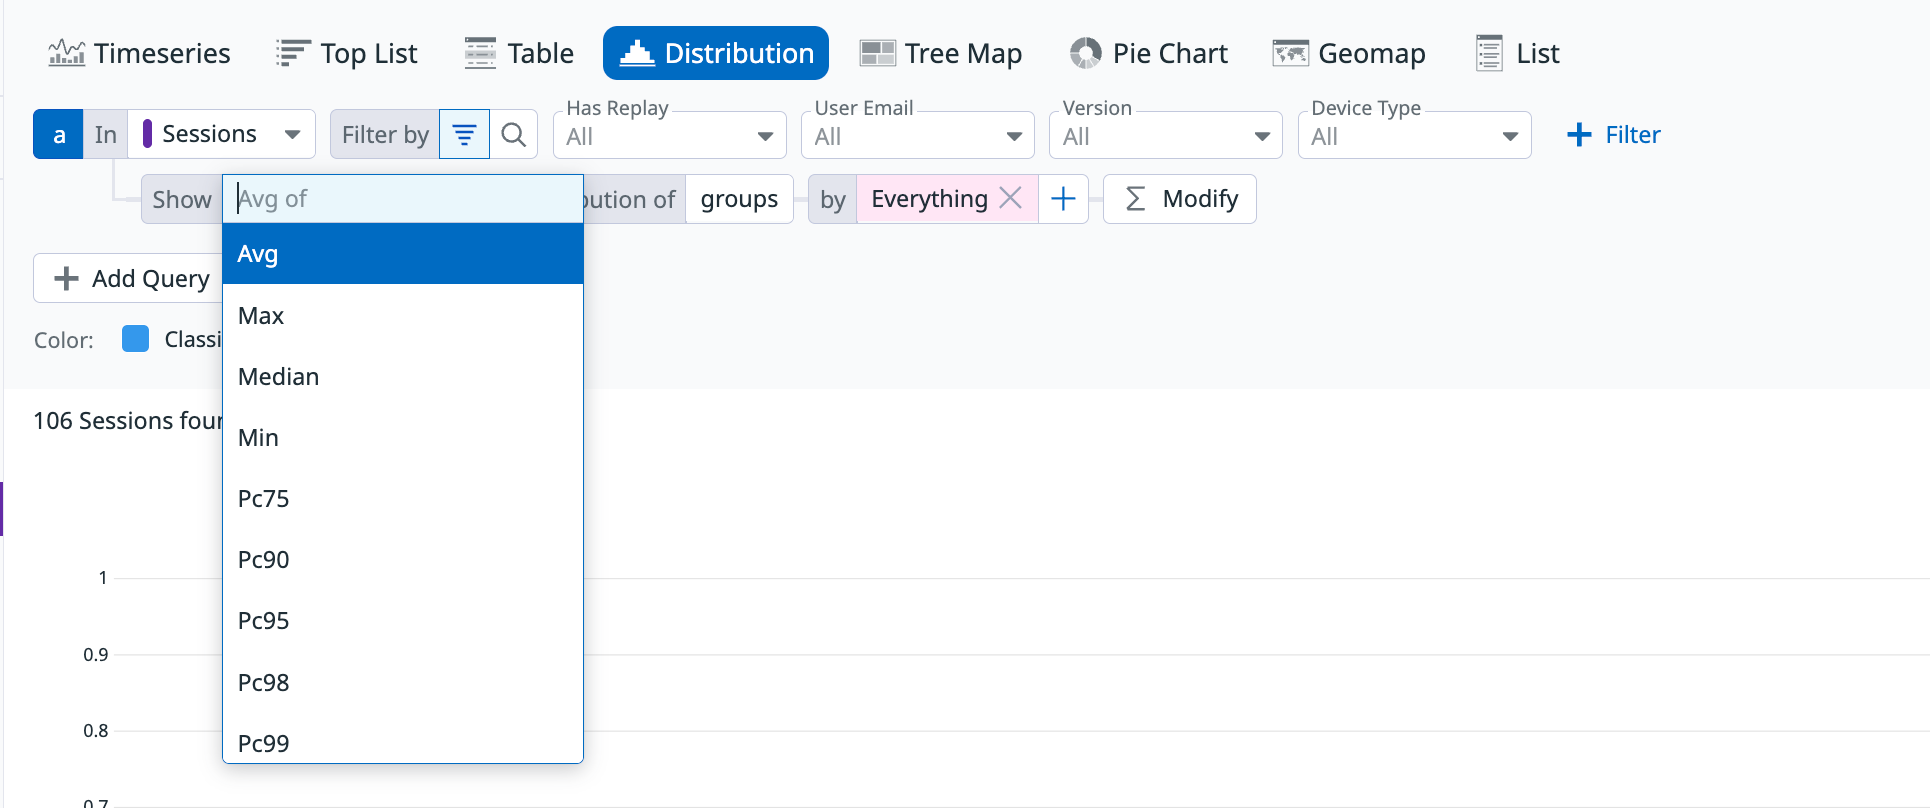 Timeseries Top List Table Distribution Tree Map Pie Chart Geomap List
a In Sessions Filter by Has Replay All User Email All Version All Device Type All + Filter
Show Avg of bution of groups by Everything Σ Modify
Avg
Add Query
Max
Color: Classi
Median
106 Sessions four
Min
Pc75
Pc90
1
Pc95
0.9
Pc98
0.8
Pc99
0.7